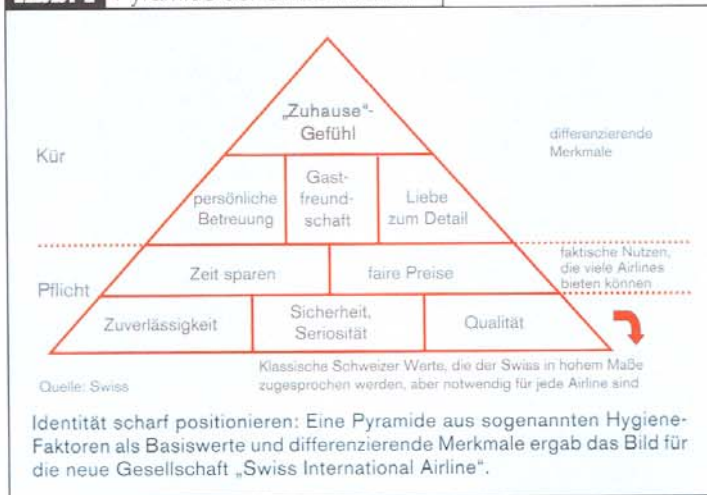 „Zuhause“-
Gefühl
differenzierende
Merkmale
Kür
persönliche
Betreuung
Gast-
freund-
schaft
Liebe
zum Detail
faktische Nutzen,
die viele Airlines
bieten können
Pflicht
Zeit sparen
faire Preise
Zuverlässigkeit
Sicherheit,
Seriosität
Qualität
Klassische Schweizer Werte, die der Swiss in hohem Maße
zugesprochen werden, aber notwendig für jede Airline sind
Quelle: Swiss
Identität scharf positionieren: Eine Pyramide aus sogenannten Hygiene-
Faktoren als Basiswerte und differenzierende Merkmale ergab das Bild für
die neue Gesellschaft „Swiss International Airline“.